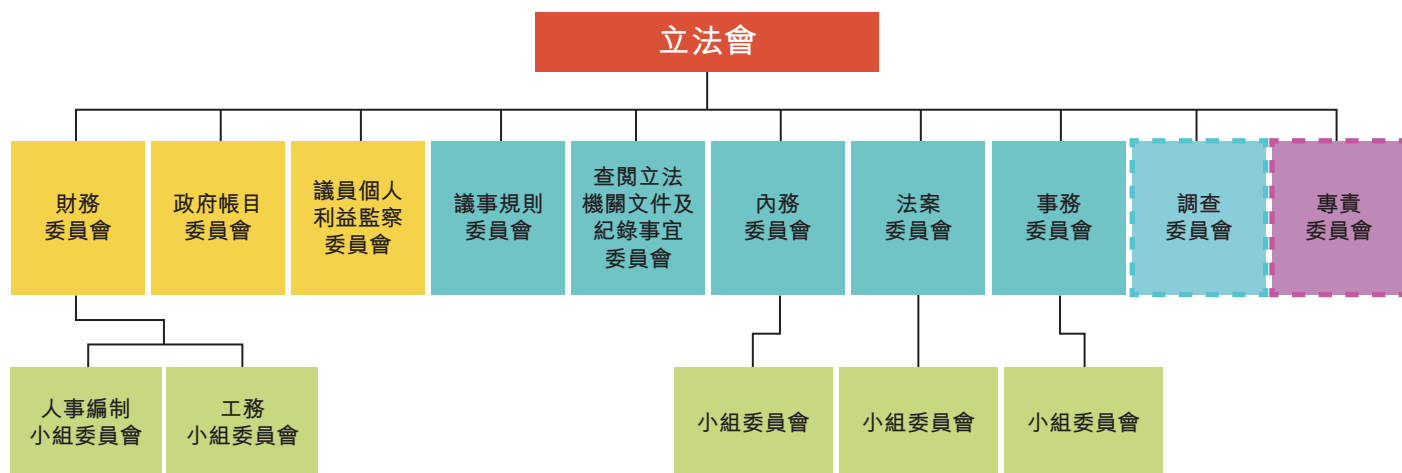 立法會
財務
委員會
政府帳目
委員會
議員個人
利益監察
委員會
議事規則
委員會
查閱立法
機關文件及
紀錄事宜
委員會
內務
委員會
法案
委員會
事務
委員會
調查
委員會
專責
委員會
人事編制
小組委員會
工務
小組委員會
小組委員會
小組委員會
小組委員會